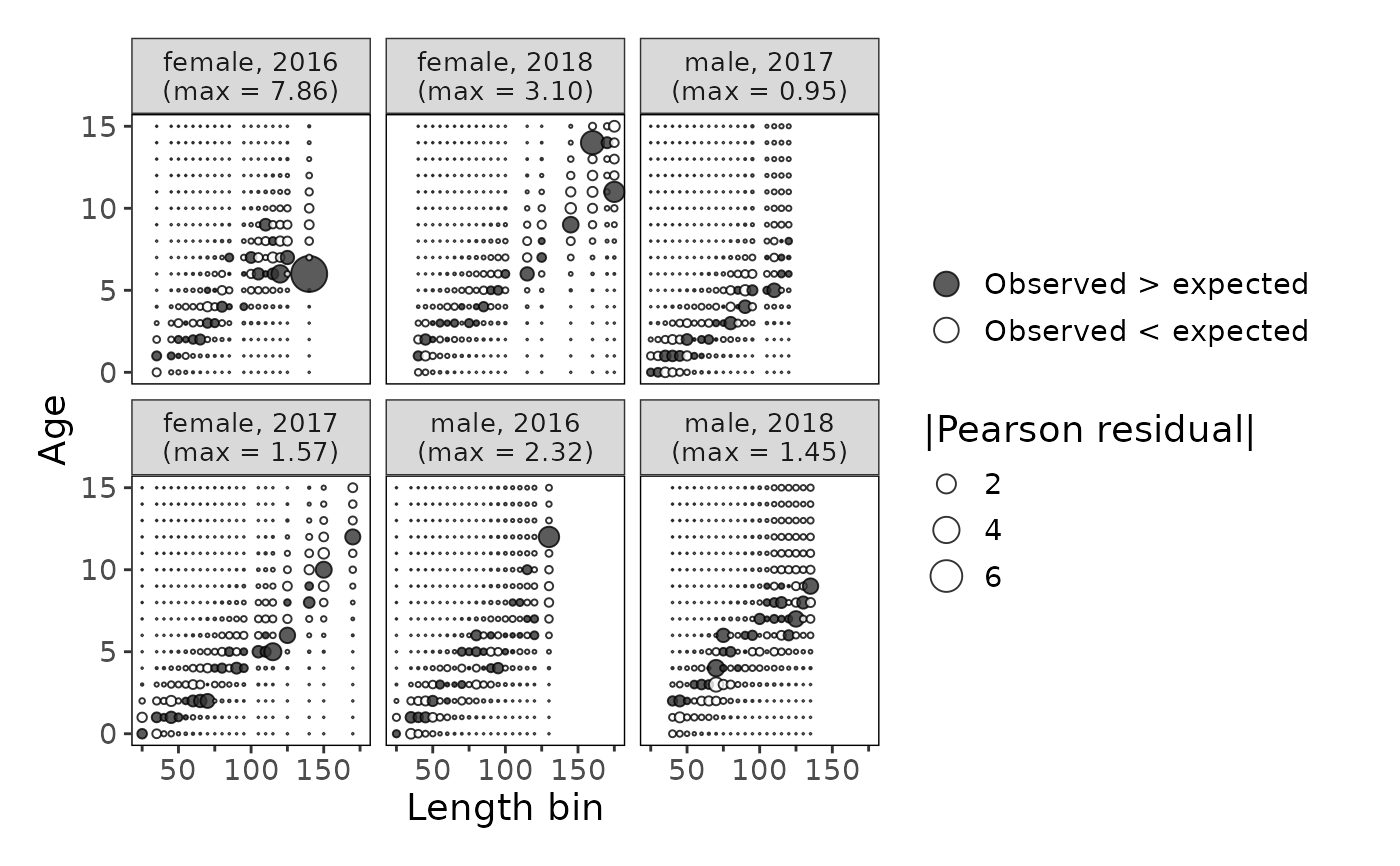 female, 2016
(max = 7.86)
female, 2018
(max = 3.10)
male, 2017
(max = 0.95)
15
10
5
0
female, 2017
(max = 1.57)
male, 2016
(max = 2.32)
male, 2018
(max = 1.45)
15
10
5
0
50
100
150
50
100
150
50
100
150
Age
Length bin
Observed > expected
Observed < expected
|Pearson residual|
2
4
6